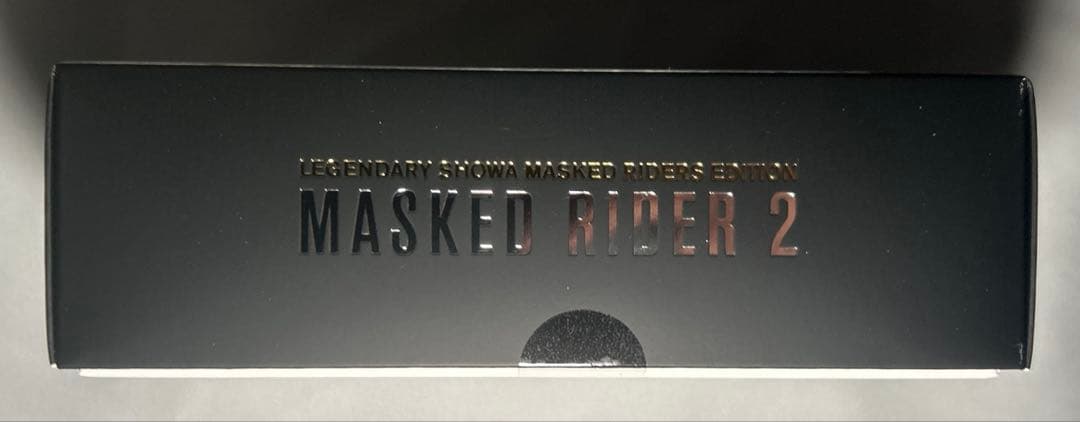 LEGENDARY SHOWA MASKED RIDERS EDITION
MASKED RIDER 2